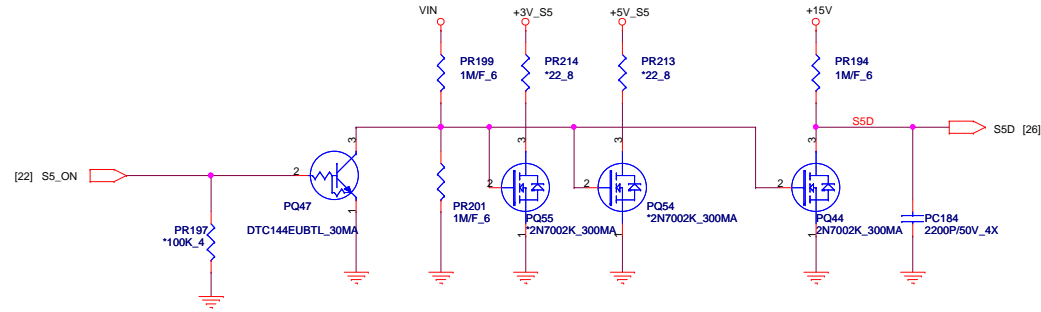 VIN
+3V_S5
+5V_S5
+15V
PR199
1M/F_6
PR214
*22_8
PR213
*22_8
PR194
1M/F_6
3
3
3
3
S5D
S5D [26]
[22] S5_ON
2
2
2
2
PQ47
DTC144EUBTL_30MA
1
PR201
1M/F_6
PQ55
*2N7002K_300MA
1
PQ54
*2N7002K_300MA
1
PQ44
2N7002K_300MA
1
PC184
2200P/50V_4X
PR197
*100K_4